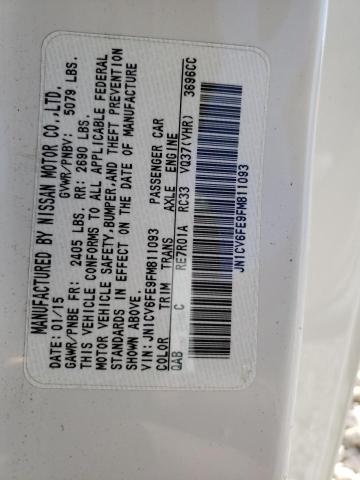 MANUFACTURED BY NISSAN MOTOR CO.,LTD.
DATE: 01/15 GVWR/PNBV: 5079 LBS.
GAWR/PNBE FR: 2405 LBS. RR: 2690 LBS.
THIS VEHICLE CONFORMS TO ALL APPLICABLE FEDERAL
MOTOR VEHICLE SAFETY,BUMPER,AND THEFT PREVENTION
STANDARDS IN EFFECT ON THE DATE OF MANUFACTURE
SHOWN ABOVE.
VIN: JN1CV6FE9FM811093 PASSENGER CAR
COLOR TRIM TRANS AXLE ENGINE
QAB C RE7R01A RC33 VQ37(VHR) 3696CC
JN1CV6FE9FM811093